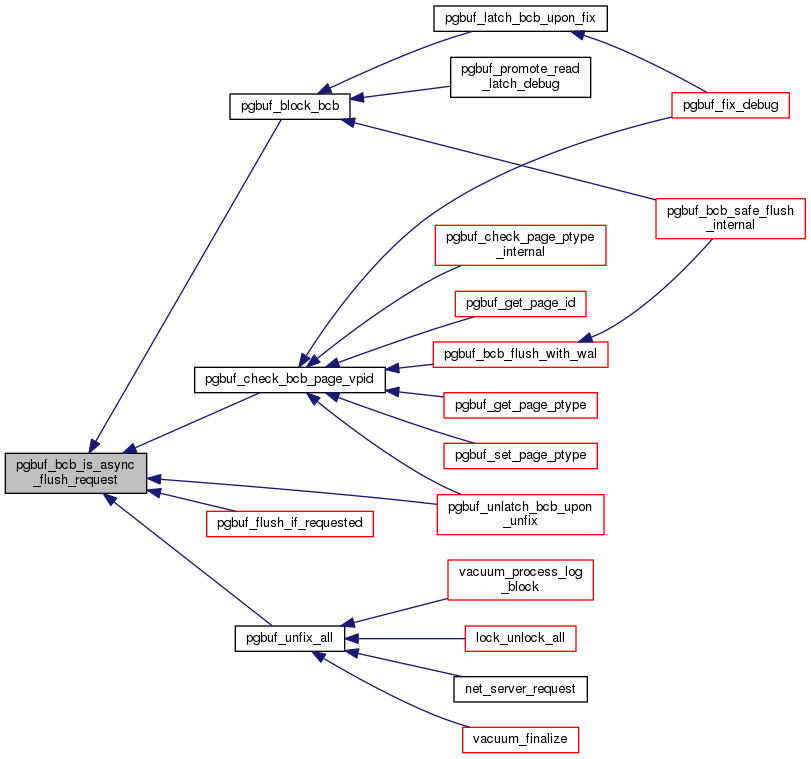 pgbuf_latch_bcb_upon_fix
pgbuf_promote_read
_latch_debug
pgbuf_block_bcb
pgbuf_fix_debug
pgbuf_bcb_safe_flush
_internal
pgbuf_check_page_ptype
_internal
pgbuf_get_page_id
pgbuf_bcb_flush_with_wal
pgbuf_check_bcb_page_vpid
pgbuf_get_page_ptype
pgbuf_set_page_ptype
pgbuf_bcb_is_async
_flush_request
pgbuf_unlatch_bcb_upon
_unfix
pgbuf_flush_if_requested
vacuum_process_log
_block
pgbuf_unfix_all
lock_unlock_all
net_server_request
vacuum_finalize